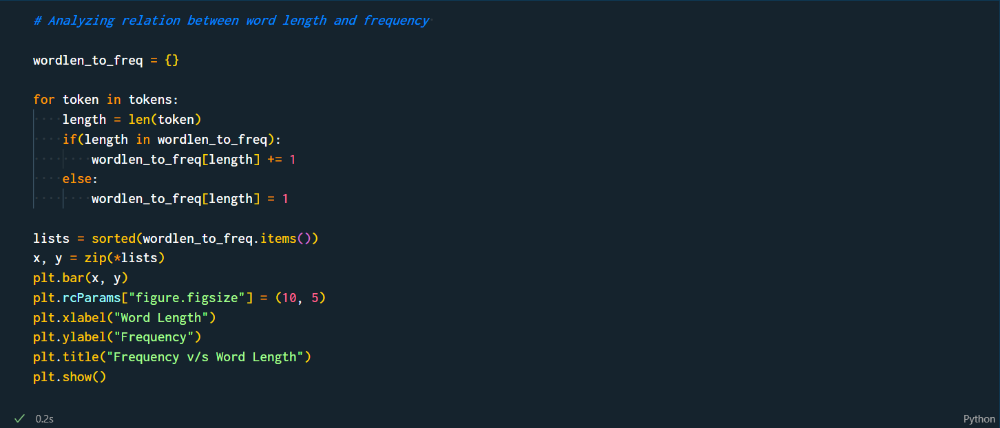 # Analyzing relation between word length and frequency
wordlen_to_freq = {}
for token in tokens:
    length = len(token)
    if(length in wordlen_to_freq):
        wordlen_to_freq[length] += 1
    else:
        wordlen_to_freq[length] = 1
lists = sorted(wordlen_to_freq.items())
x, y = zip(*lists)
plt.bar(x, y)
plt.rcParams["figure.figsize"] = (10, 5)
plt.xlabel("Word Length")
plt.ylabel("Frequency")
plt.title("Frequency v/s Word Length")
plt.show()
0.2s
Python